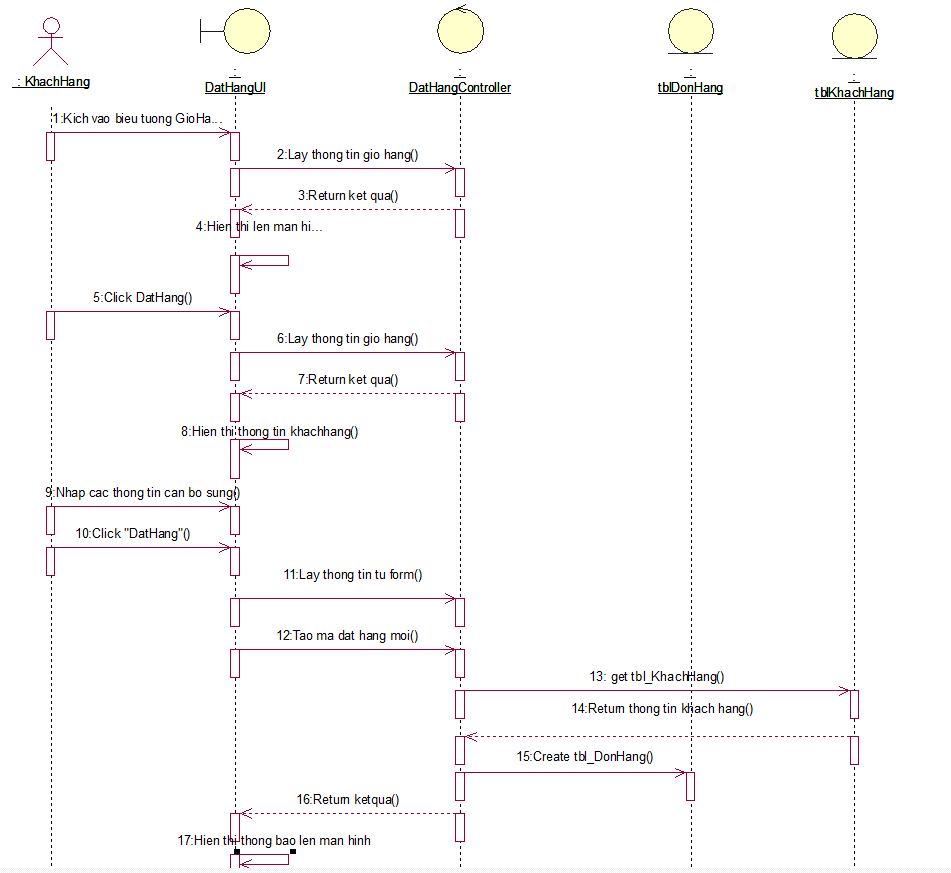 : KhachHang
:
DatHangUI
:
DatHangController
:
tblDonHang
:
tblKhachHang
1:Kich vao bieu tuong GioHa...
2:Lay thong tin gio hang()
3:Return ket qua()
4:Hien thi len man hi...
5:Click DatHang()
6:Lay thong tin gio hang()
7:Return ket qua()
8:Hien thi thong tin khachhang()
9:Nhap cac thong tin can bo sung()
10:Click "DatHang"()
11:Lay thong tin tu form()
12:Tao ma dat hang moi()
13: get tbl_KhachHang()
14:Return thong tin khach hang()
15:Create tbl_DonHang()
16:Return ketqua()
17:Hien thi thong bao len man hinh